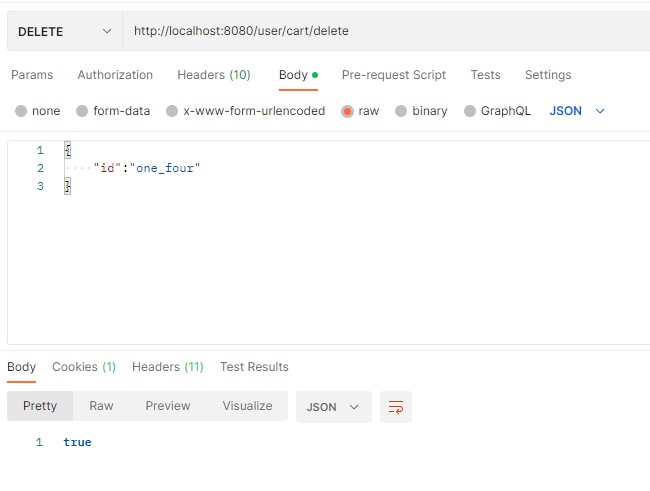 DELETE http://localhost:8080/user/cart/delete
Params Authorization Headers (10) Body Pre-request Script Tests Settings
none form-data x-www-form-urlencoded raw binary GraphQL JSON
1 {
2 "id":"one_four"
3 }
Body Cookies (1) Headers (11) Test Results
Pretty Raw Preview Visualize JSON
1 true